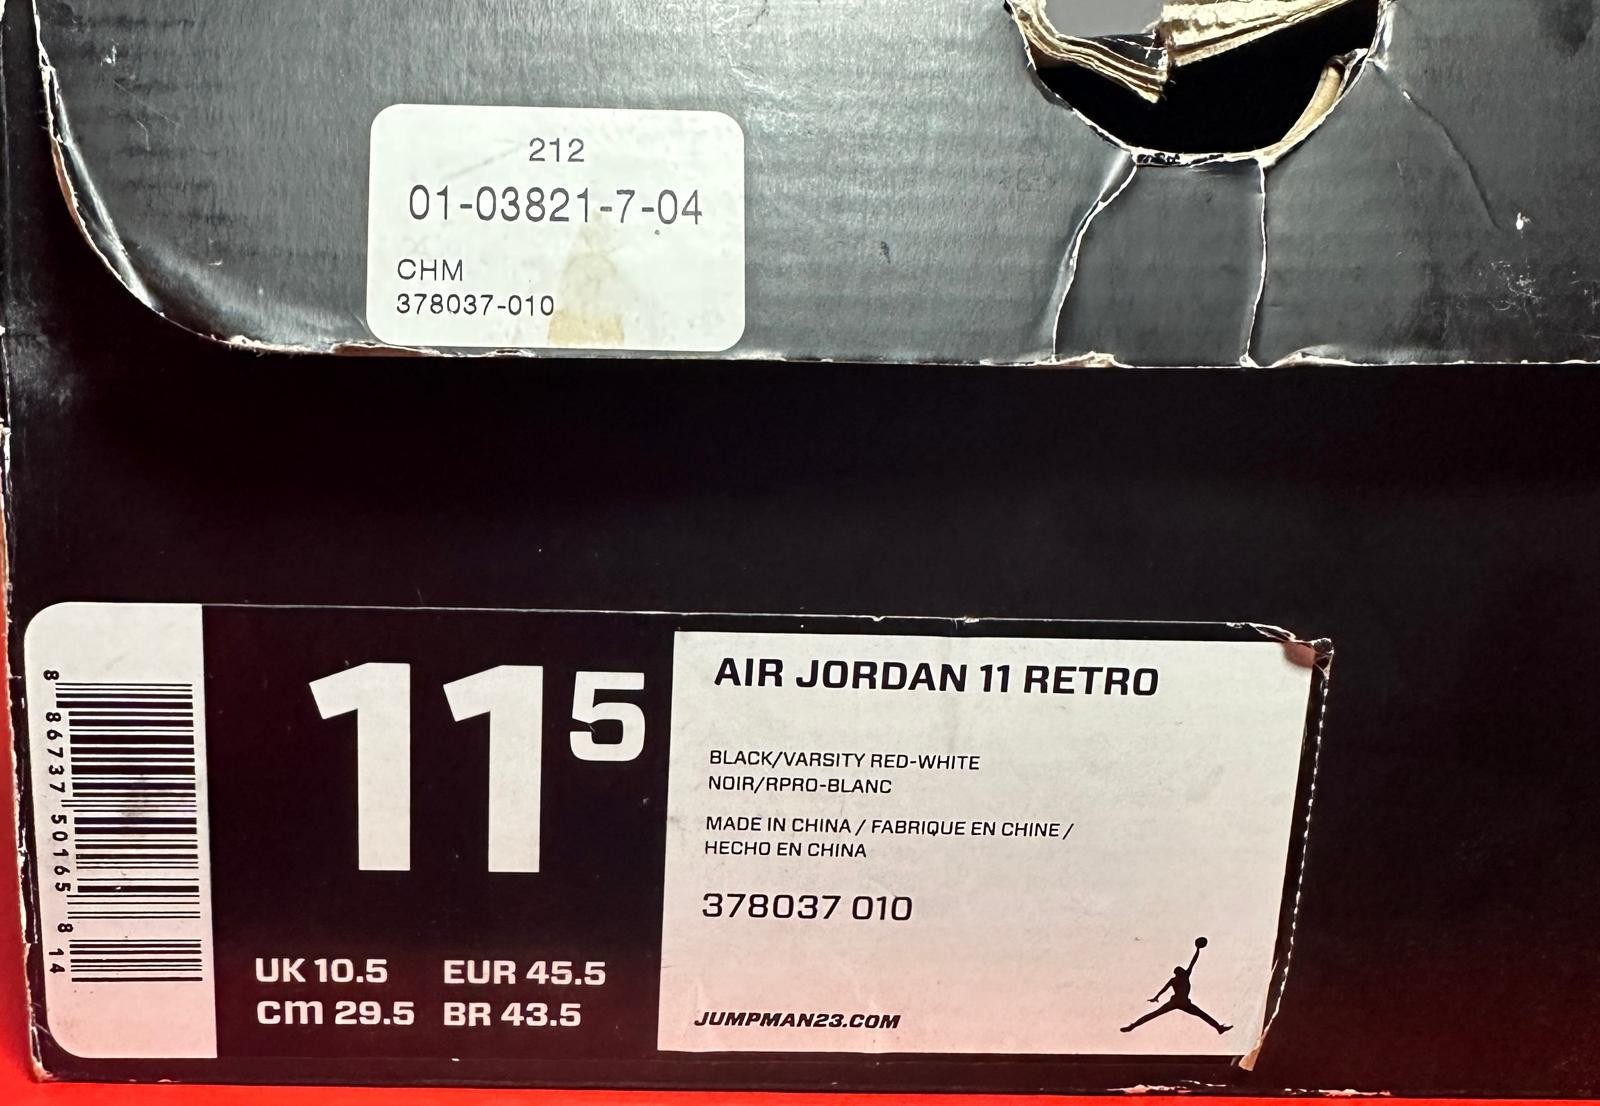 212
01-03821-7-04
CHM
378037-010
8 86737 50165 8 14
11 5
UK 10.5 EUR 45.5
cm 29.5 BR 43.5
AIR JORDAN 11 RETRO
BLACK/VARSITY RED-WHITE
NOIR/RPRO-BLANC
MADE IN CHINA / FABRIQUE EN CHINE /
HECHO EN CHINA
378037 010
JUMPMAN23.COM